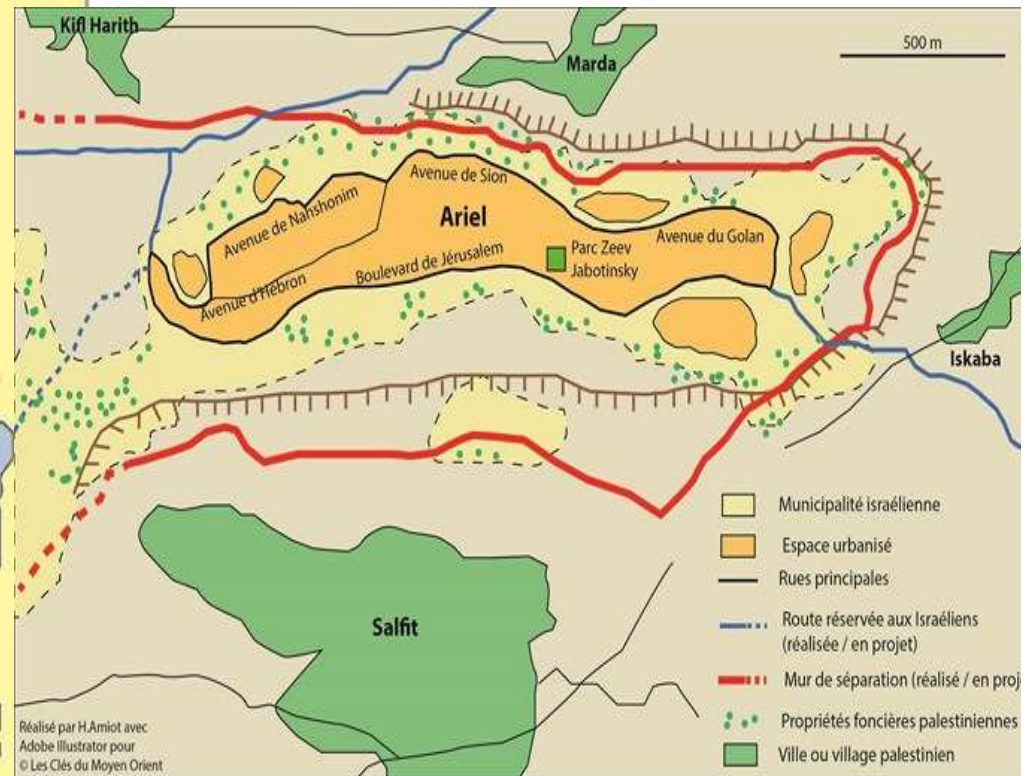 Kifl Harith
Marda
500 m
Avenue de Sion
Avenue de Nahshonim
Ariel
Avenue du Golan
Parc Zeev
Jabotinsky
Boulevard de Jérusalem
Avenue d'Hébron
Iskaba
Salfit
Municipalité israélienne
Espace urbanisé
Rues principales
Route réservée aux Israéliens
(réalisée / en projet)
Mur de séparation (réalisé / en proje
Propriétés foncières palestiniennes
Ville ou village palestinien
Réalisé par H.Amiot avec
Adobe Illustrator pour
© Les Clés du Moyen Orient